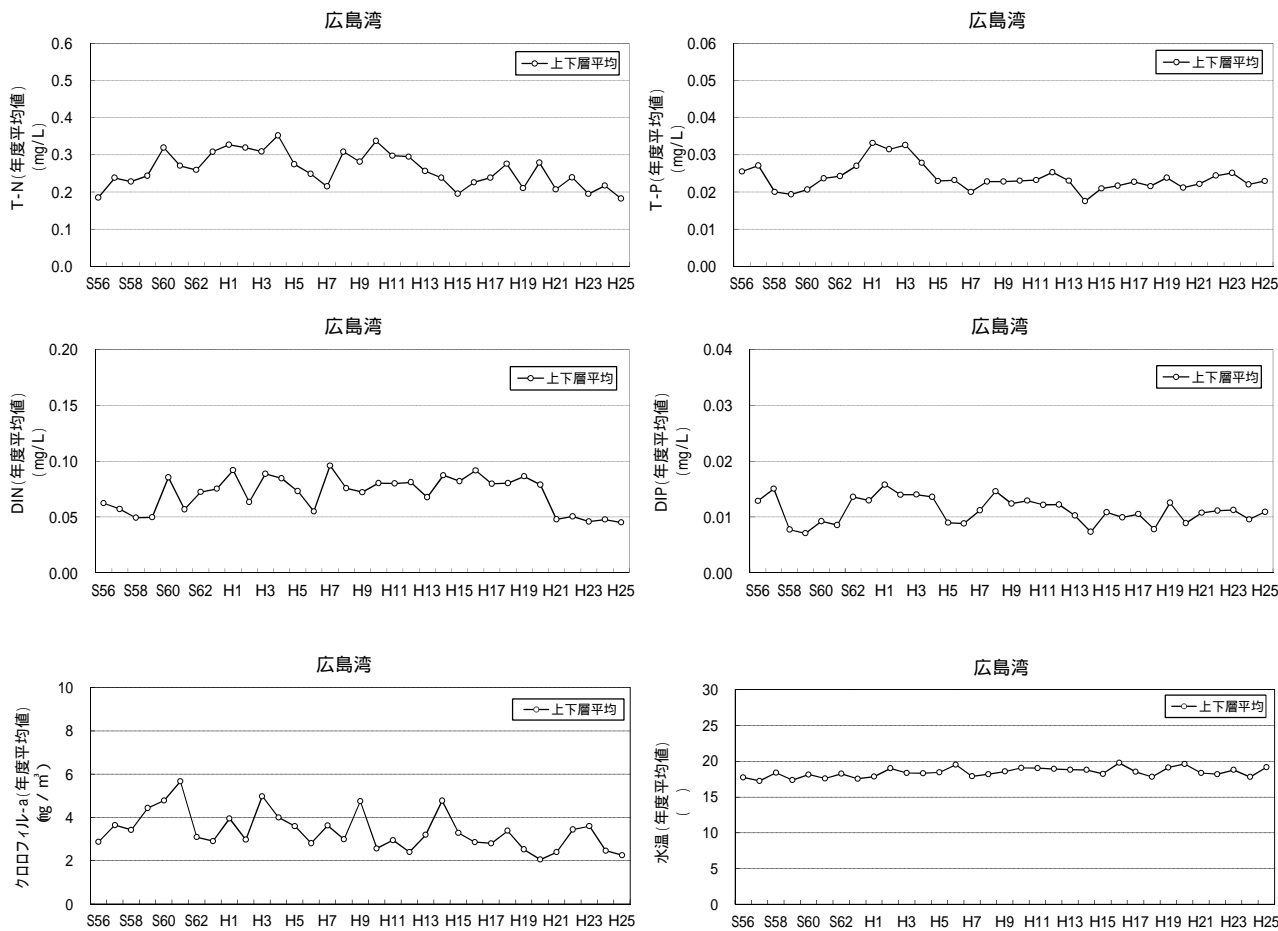 広島湾
T-N(年度平均値)
(mg/L)
0.6
0.5
0.4
0.3
0.2
0.1
0.0
上下層平均
S56 S58 S60 S62 H1 H3 H5 H7 H9 H11 H13 H15 H17 H19 H21 H23 H25
広島湾
T-P(年度平均値)
(mg/L)
0.06
0.05
0.04
0.03
0.02
0.01
0.00
上下層平均
S56 S58 S60 S62 H1 H3 H5 H7 H9 H11 H13 H15 H17 H19 H21 H23 H25
広島湾
DIN(年度平均値)
(mg/L)
0.20
0.15
0.10
0.05
0.00
上下層平均
S56 S58 S60 S62 H1 H3 H5 H7 H9 H11 H13 H15 H17 H19 H21 H23 H25
広島湾
DIP(年度平均値)
(mg/L)
0.04
0.03
0.02
0.01
0.00
上下層平均
S56 S58 S60 S62 H1 H3 H5 H7 H9 H11 H13 H15 H17 H19 H21 H23 H25
広島湾
クロロフィル-a(年度平均値)
(mg/㎥)
10
8
6
4
2
0
上下層平均
S56 S58 S60 S62 H1 H3 H5 H7 H9 H11 H13 H15 H17 H19 H21 H23 H25
広島湾
水温(年度平均値)
( )
30
25
20
15
10
5
0
上下層平均
S56 S58 S60 S62 H1 H3 H5 H7 H9 H11 H13 H15 H17 H19 H21 H23 H25